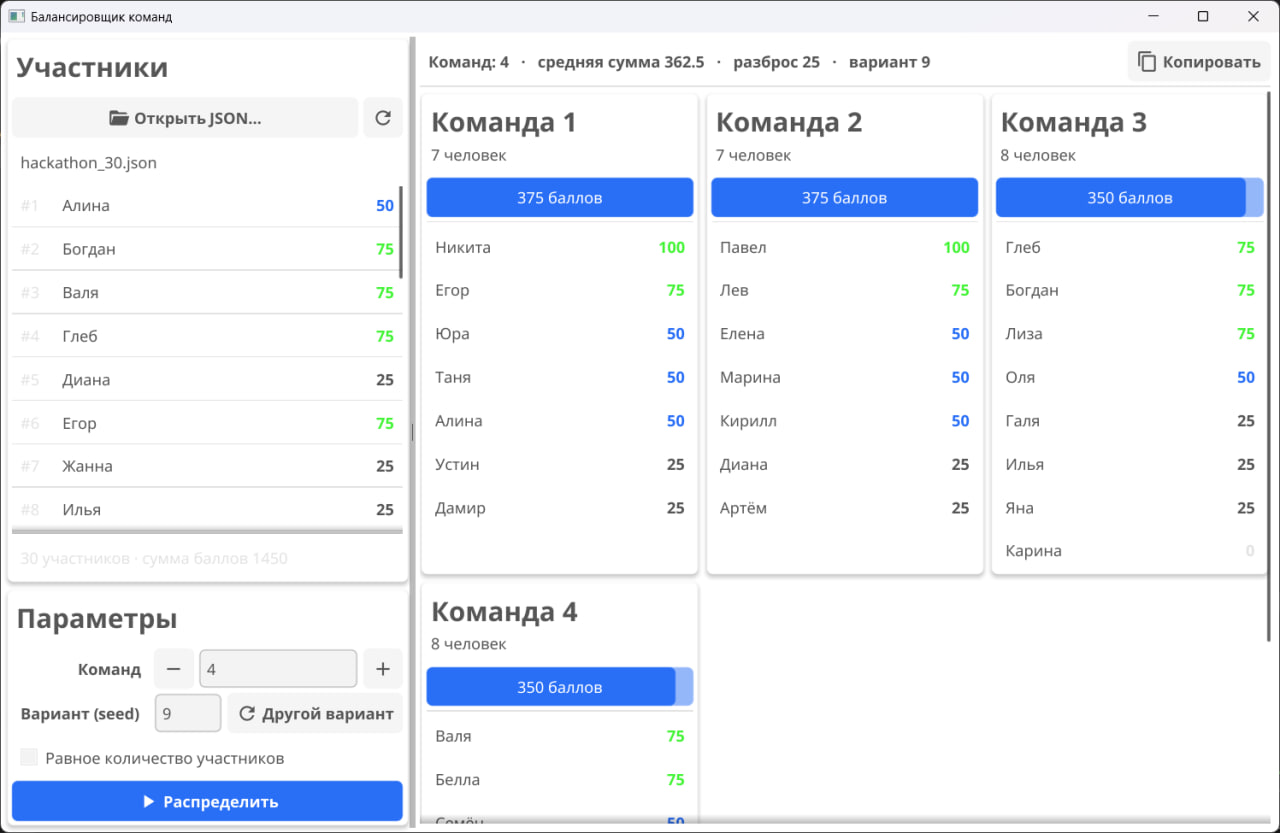 Балансировщик команд
Участники
Открыть JSON...
hackathon_30.json
#1 Алина 50
#2 Богдан 75
#3 Валя 75
#4 Глеб 75
#5 Диана 25
#6 Егор 75
#7 Жанна 25
#8 Илья 25
30 участников · сумма баллов 1450
Параметры
Команд − 4 +
Вариант (seed) 9 Другой вариант
Равное количество участников
Распределить
Команд: 4 · средняя сумма 362.5 · разброс 25 · вариант 9
Копировать
Команда 1
7 человек
375 баллов
Никита 100
Егор 75
Юра 50
Таня 50
Алина 50
Устин 25
Дамир 25
Команда 2
7 человек
375 баллов
Павел 100
Лев 75
Елена 50
Марина 50
Кирилл 50
Диана 25
Артём 25
Команда 3
8 человек
350 баллов
Глеб 75
Богдан 75
Лиза 75
Оля 50
Галя 25
Илья 25
Яна 25
Карина 0
Команда 4
8 человек
350 баллов
Валя 75
Белла 75
Семён 50